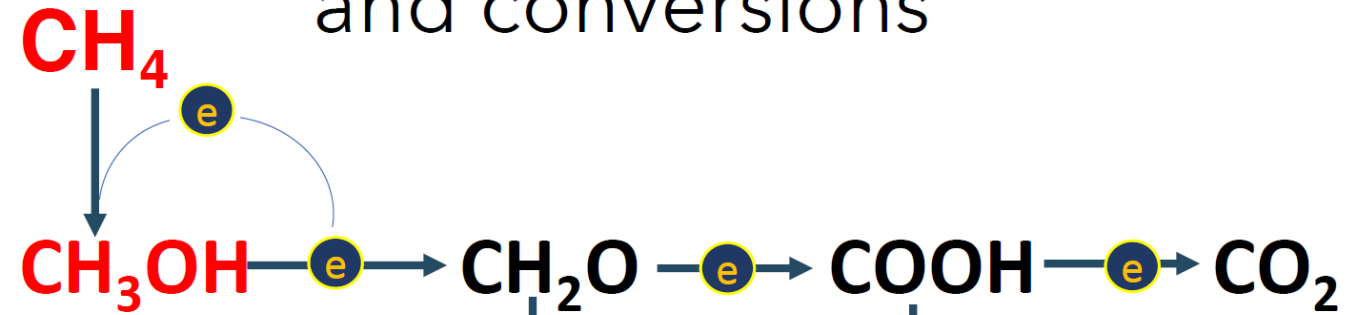 and conversions
CH₄
e
CH₃OH e CH₂O e COOH e CO₂